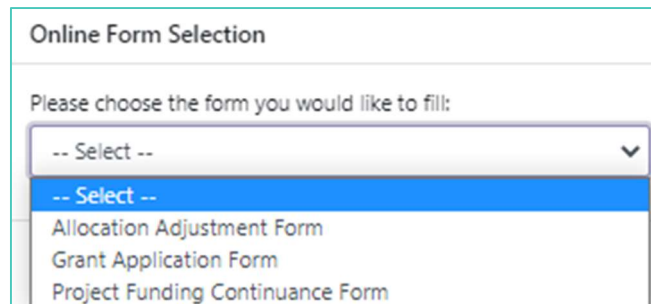 Online Form Selection
Please choose the form you would like to fill:
-- Select --
-- Select --
Allocation Adjustment Form
Grant Application Form
Project Funding Continuance Form